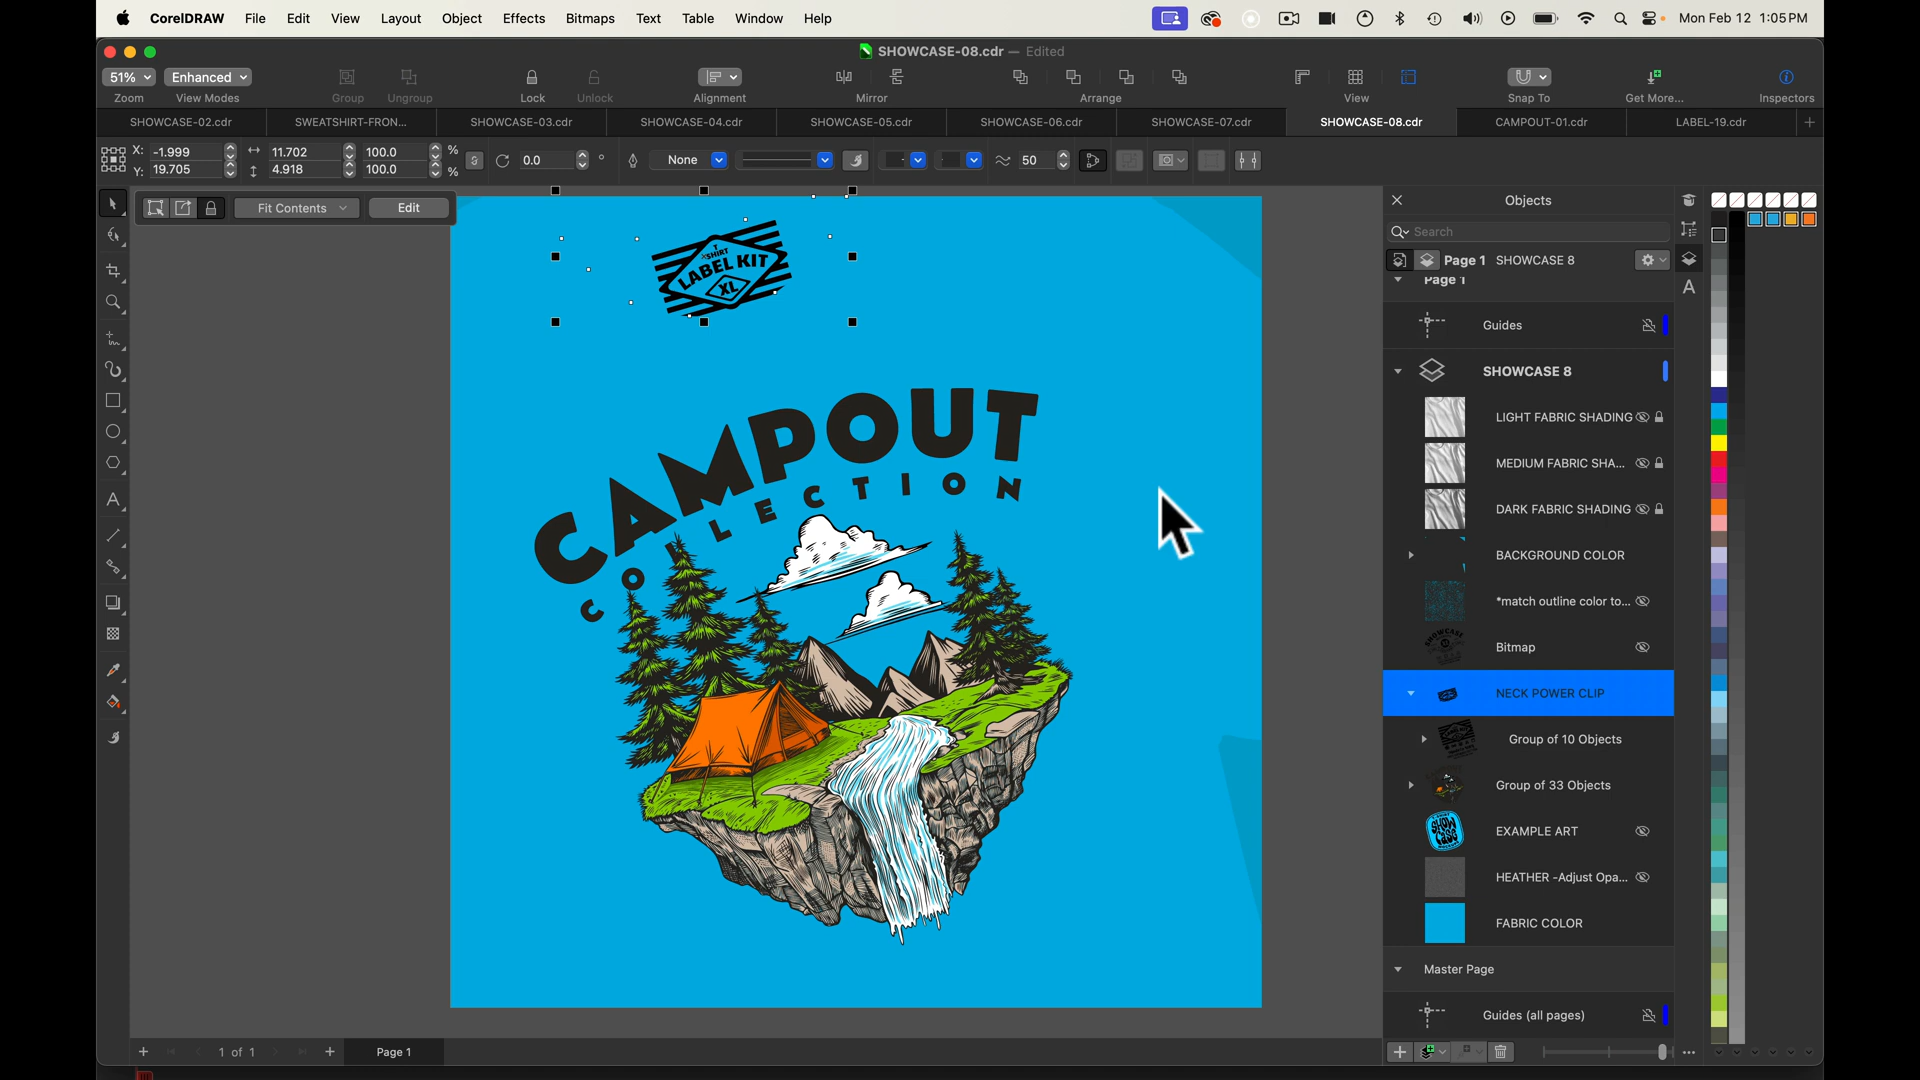 CorelDRAW File Edit View Layout Object Effects Bitmaps Text Table Window Help Mon Feb 12 1:05 PM
SHOWCASE-08.cdr — Edited
51% Enhanced
Zoom View Modes Group Ungroup Lock Unlock Alignment Mirror Arrange View Snap To Get More... Inspectors
SHOWCASE-02.cdr SWEATSHIRT-FRON... SHOWCASE-03.cdr SHOWCASE-04.cdr SHOWCASE-05.cdr SHOWCASE-06.cdr SHOWCASE-07.cdr SHOWCASE-08.cdr CAMPOUT-01.cdr LABEL-19.cdr
X: -1.999 11.702 100.0 %
Y: 19.705 4.918 100.0 %
0.0 ° None 50
Fit Contents Edit
T
SHIRT
LABEL KIT
XL
CAMPOUT
COLLECTION
Objects
Search
Page 1 SHOWCASE 8
Page 1
Guides
SHOWCASE 8
LIGHT FABRIC SHADING
MEDIUM FABRIC SHA...
DARK FABRIC SHADING
BACKGROUND COLOR
*match outline color to...
Bitmap
NECK POWER CLIP
Group of 10 Objects
Group of 33 Objects
EXAMPLE ART
HEATHER -Adjust Opa...
FABRIC COLOR
Master Page
Guides (all pages)
1 of 1 Page 1